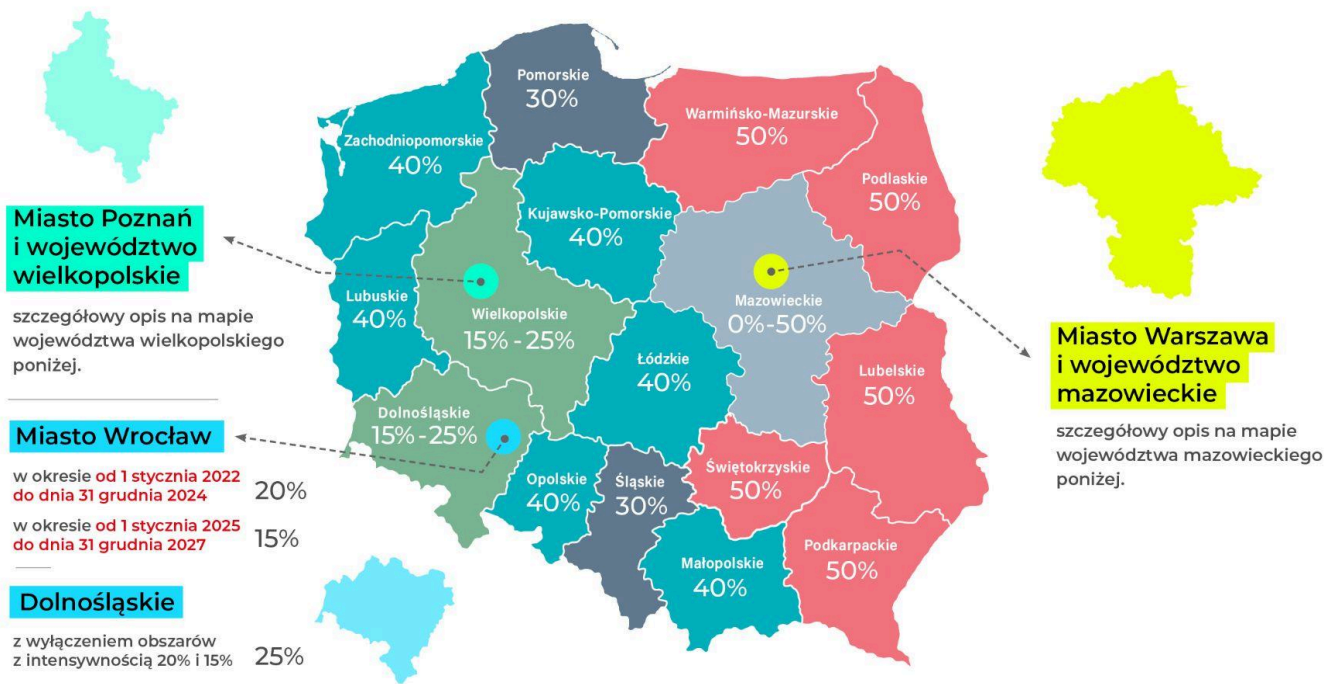 Miasto Poznań
i województwo
wielkopolskie
szczegółowy opis na mapie
województwa wielkopolskiego
poniżej.
Miasto Wrocław
w okresie od 1 stycznia 2022
do dnia 31 grudnia 2024
20%
w okresie od 1 stycznia 2025
do dnia 31 grudnia 2027
15%
Dolnośląskie
z wyłączeniem obszarów
z intensywnością 20% i 15%
25%
Pomorskie
30%
Zachodniopomorskie
40%
Warmińsko-Mazurskie
50%
Podlaskie
50%
Kujawsko-Pomorskie
40%
Lubuskie
40%
Wielkopolskie
15% - 25%
Mazowieckie
0%-50%
Łódzkie
40%
Lubelskie
50%
Dolnośląskie
15% - 25%
Opolskie
40%
Śląskie
30%
Świętokrzyskie
50%
Małopolskie
40%
Podkarpackie
50%
Miasto Warszawa
i województwo
mazowieckie
szczegółowy opis na mapie
województwa mazowieckiego
poniżej.